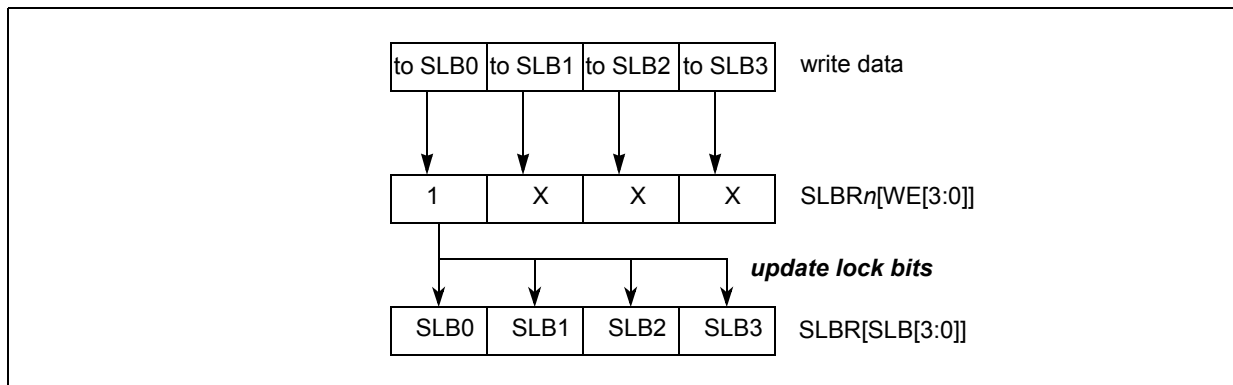 to SLB0 to SLB1 to SLB2 to SLB3 write data
1 X X X SLBRn[WE[3:0]]
update lock bits
SLB0 SLB1 SLB2 SLB3 SLBR[SLB[3:0]]